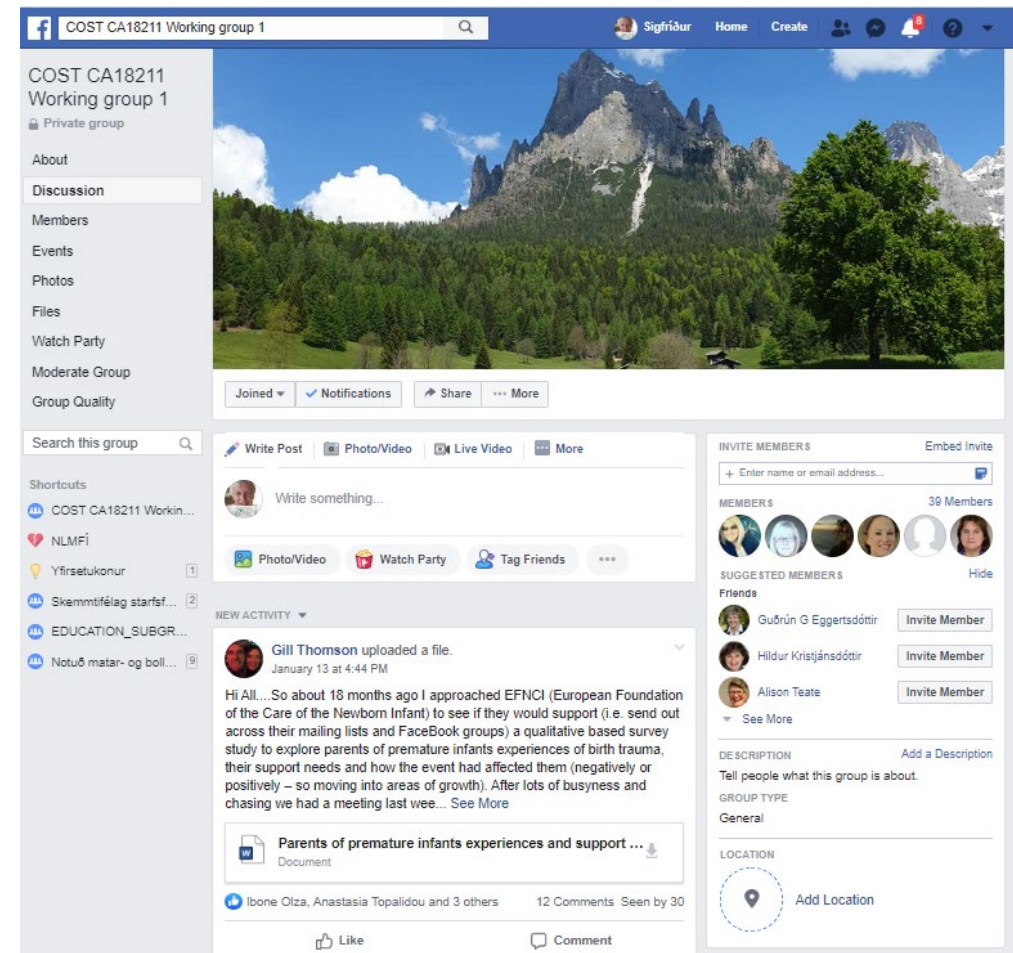 COST CA18211 Working group 1
Sigfríður
Home
Create
8
COST CA18211
Working group 1
Private group
About
Discussion
Members
Events
Photos
Files
Watch Party
Moderate Group
Group Quality
Search this group
Shortcuts
COST CA18211 Workin...
NLMFÍ
Yfirsetukonur 1
Skemmtifélag starfsf... 2
EDUCATION_SUBGR...
Notuð matar- og boll... 9
Joined
Notifications
Share
More
Write Post
Photo/Video
Live Video
More
Write something...
Photo/Video
Watch Party
Tag Friends
NEW ACTIVITY
Gill Thomson uploaded a file.
January 13 at 4:44 PM
Hi All....So about 18 months ago I approached EFNCI (European Foundation
of the Care of the Newborn Infant) to see if they would support (i.e. send out
across their mailing lists and FaceBook groups) a qualitative based survey
study to explore parents of premature infants experiences of birth trauma,
their support needs and how the event had affected them (negatively or
positively – so moving into areas of growth). After lots of busyness and
chasing we had a meeting last wee... See More
W
Parents of premature infants experiences and support ...
Document
Ibone Olza, Anastasia Topalidou and 3 others
12 Comments Seen by 30
Like
Comment
INVITE MEMBERS
Embed Invite
+ Enter name or email address...
MEMBERS
39 Members
SUGGESTED MEMBERS
Hide
Friends
Guðrún G Eggertsdóttir
Invite Member
Hildur Kristjánsdóttir
Invite Member
Alison Teate
Invite Member
See More
DESCRIPTION
Add a Description
Tell people what this group is about.
GROUP TYPE
General
LOCATION
Add Location